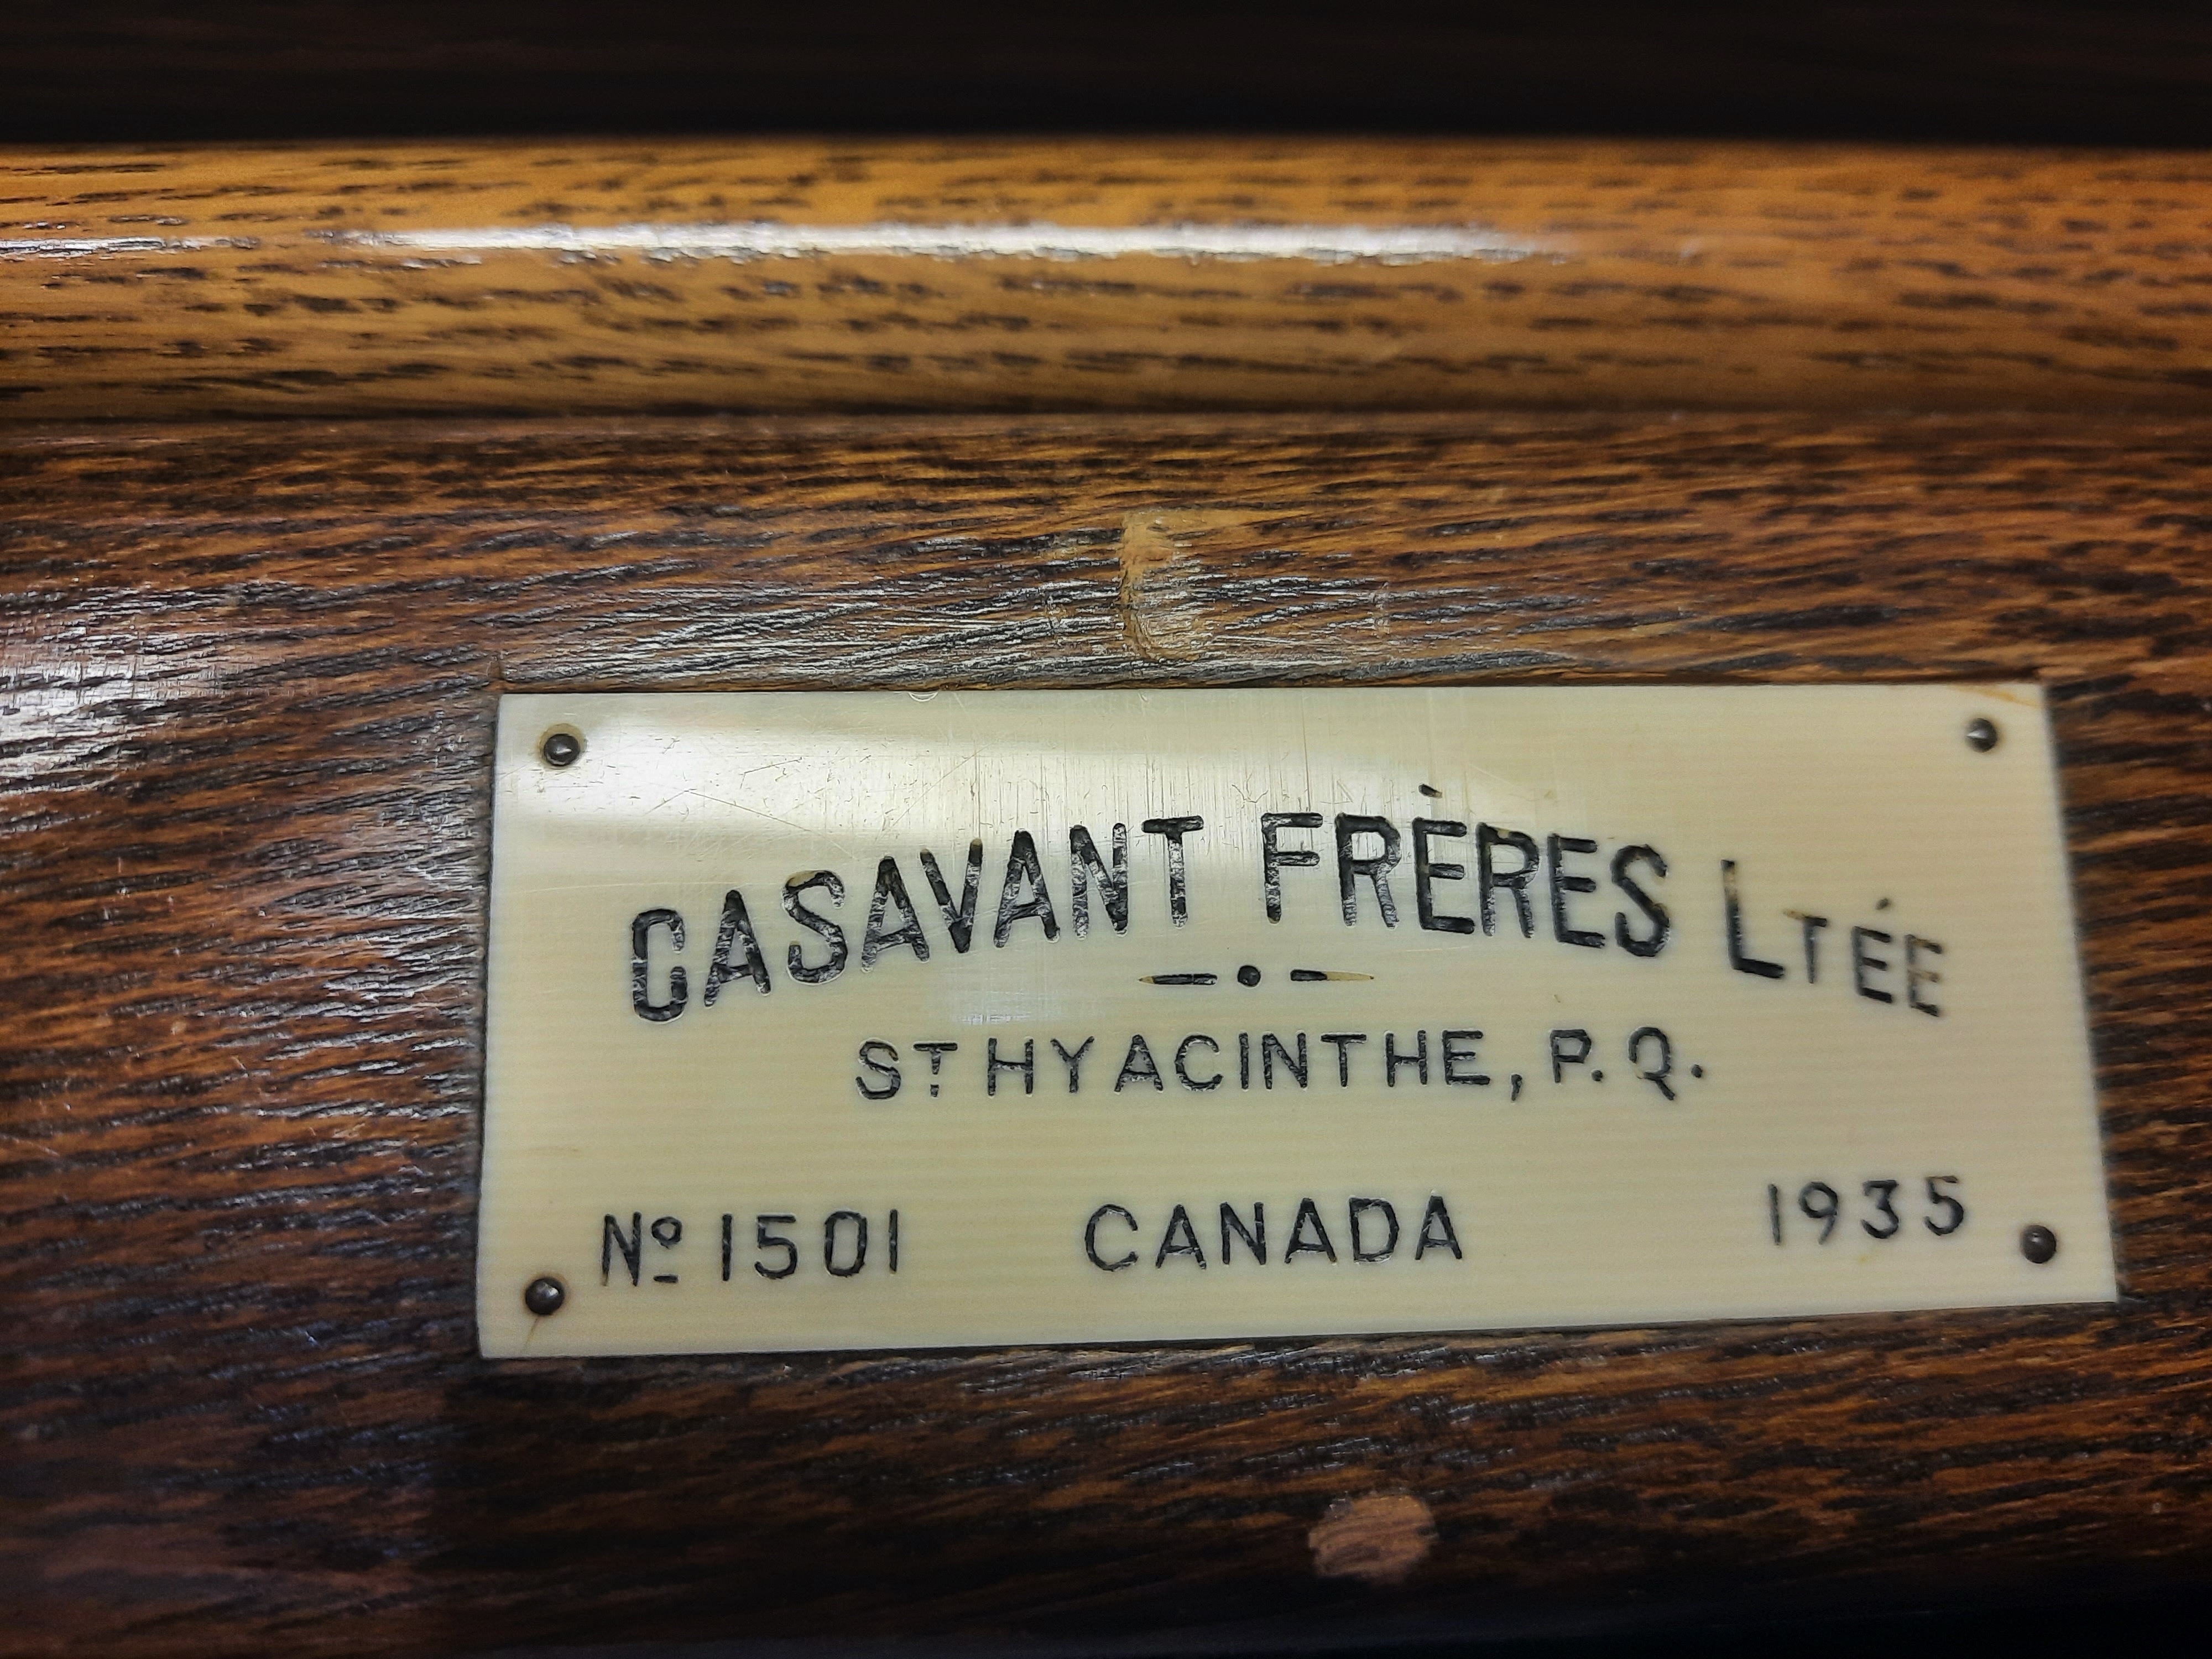 CASAVANT FRÈRES LTÉE
ST HYACINTHE, P.Q.
Nº 1501 CANADA 1935